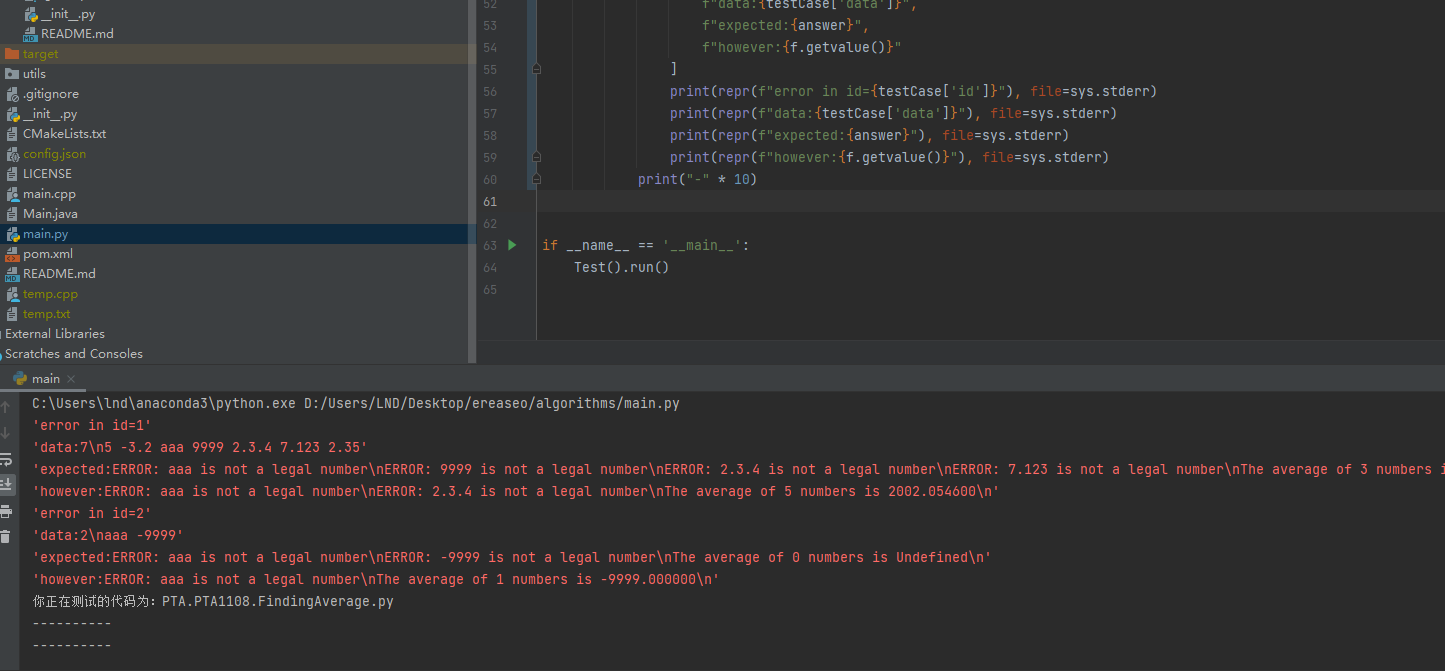 __init__.py
README.md
target
utils
.gitignore
__init__.py
CMakeLists.txt
config.json
LICENSE
main.cpp
Main.java
main.py
pom.xml
README.md
temp.cpp
temp.txt
External Libraries
Scratches and Consoles
52 f"data:{testCase['data']}",
53 f"expected:{answer}",
54 f"however:{f.getvalue()}"
55 ]
56 print(repr(f"error in id={testCase['id']}"), file=sys.stderr)
57 print(repr(f"data:{testCase['data']}"), file=sys.stderr)
58 print(repr(f"expected:{answer}"), file=sys.stderr)
59 print(repr(f"however:{f.getvalue()}"), file=sys.stderr)
60 print("-" * 10)
61
62
63 if __name__ == '__main__':
64 Test().run()
65
main
C:\Users\lnd\anaconda3\python.exe D:/Users/LND/Desktop/ereaseo/algorithms/main.py
'error in id=1'
'data:7\n5 -3.2 aaa 9999 2.3.4 7.123 2.35'
'expected:ERROR: aaa is not a legal number\nERROR: 9999 is not a legal number\nERROR: 2.3.4 is not a legal number\nERROR: 7.123 is not a legal number\nThe average of 3 numbers
'however:ERROR: aaa is not a legal number\nERROR: 2.3.4 is not a legal number\nThe average of 5 numbers is 2002.054600\n'
'error in id=2'
'data:2\naaa -9999'
'expected:ERROR: aaa is not a legal number\nERROR: -9999 is not a legal number\nThe average of 0 numbers is Undefined\n'
'however:ERROR: aaa is not a legal number\nThe average of 1 numbers is -9999.000000\n'
你正在测试的代码为：PTA.PTA1108.FindingAverage.py
----------
----------